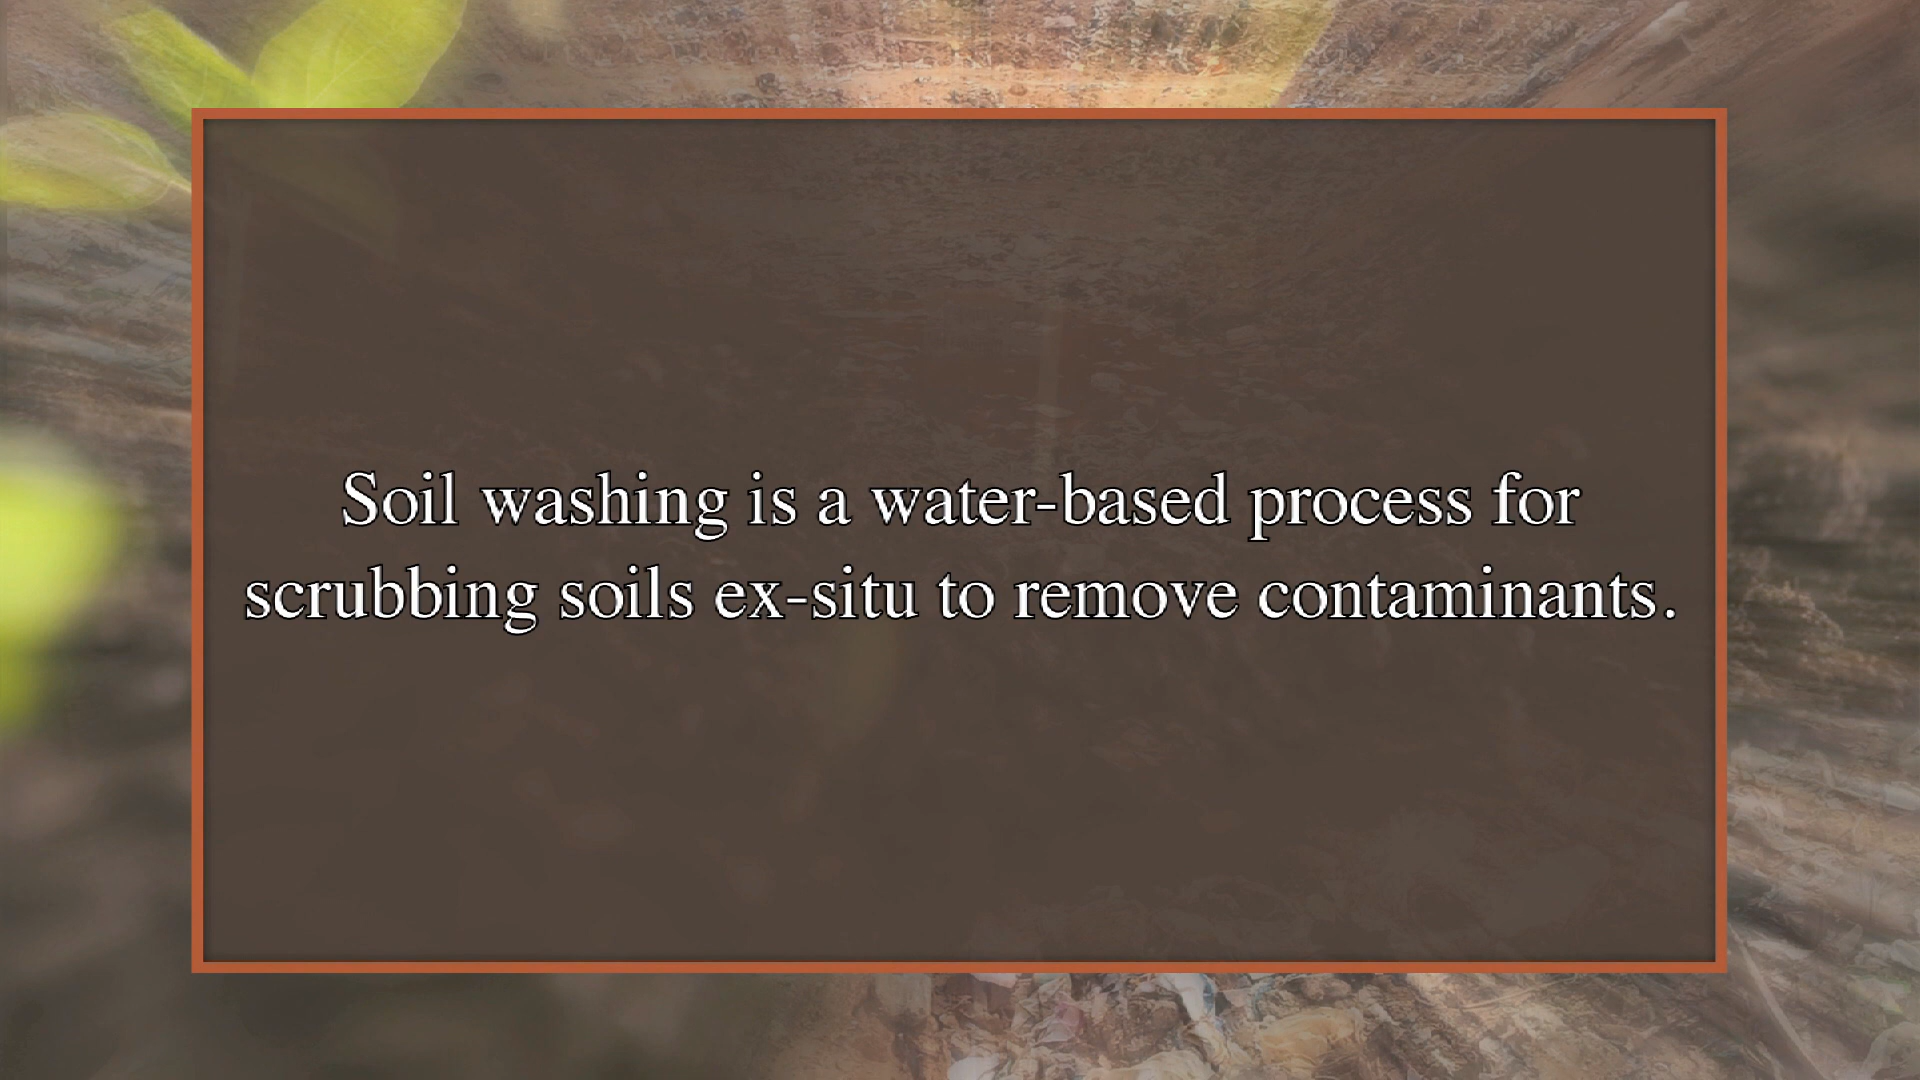 Soil washing is a water-based process for
scrubbing soils ex-situ to remove contaminants.